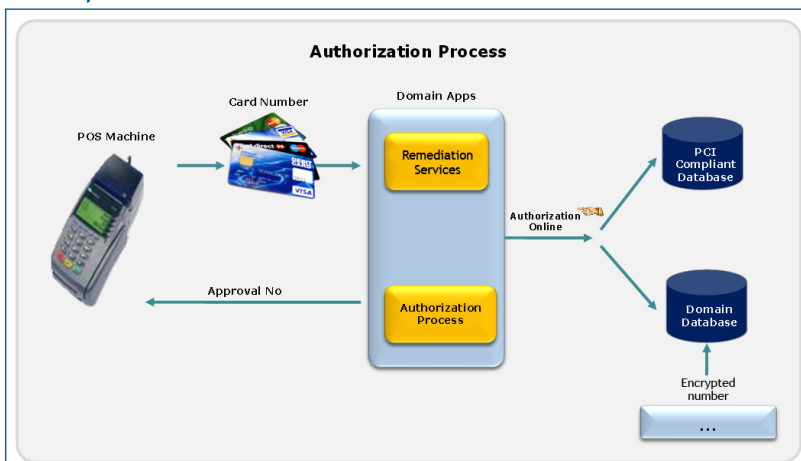 Authorization Process
Card Number
Domain Apps
POS Machine
Remediation
Services
PCI
Compliant
Database
Authorization
Online
Approval No
Authorization
Process
Domain
Database
Encrypted
number
...
VISA